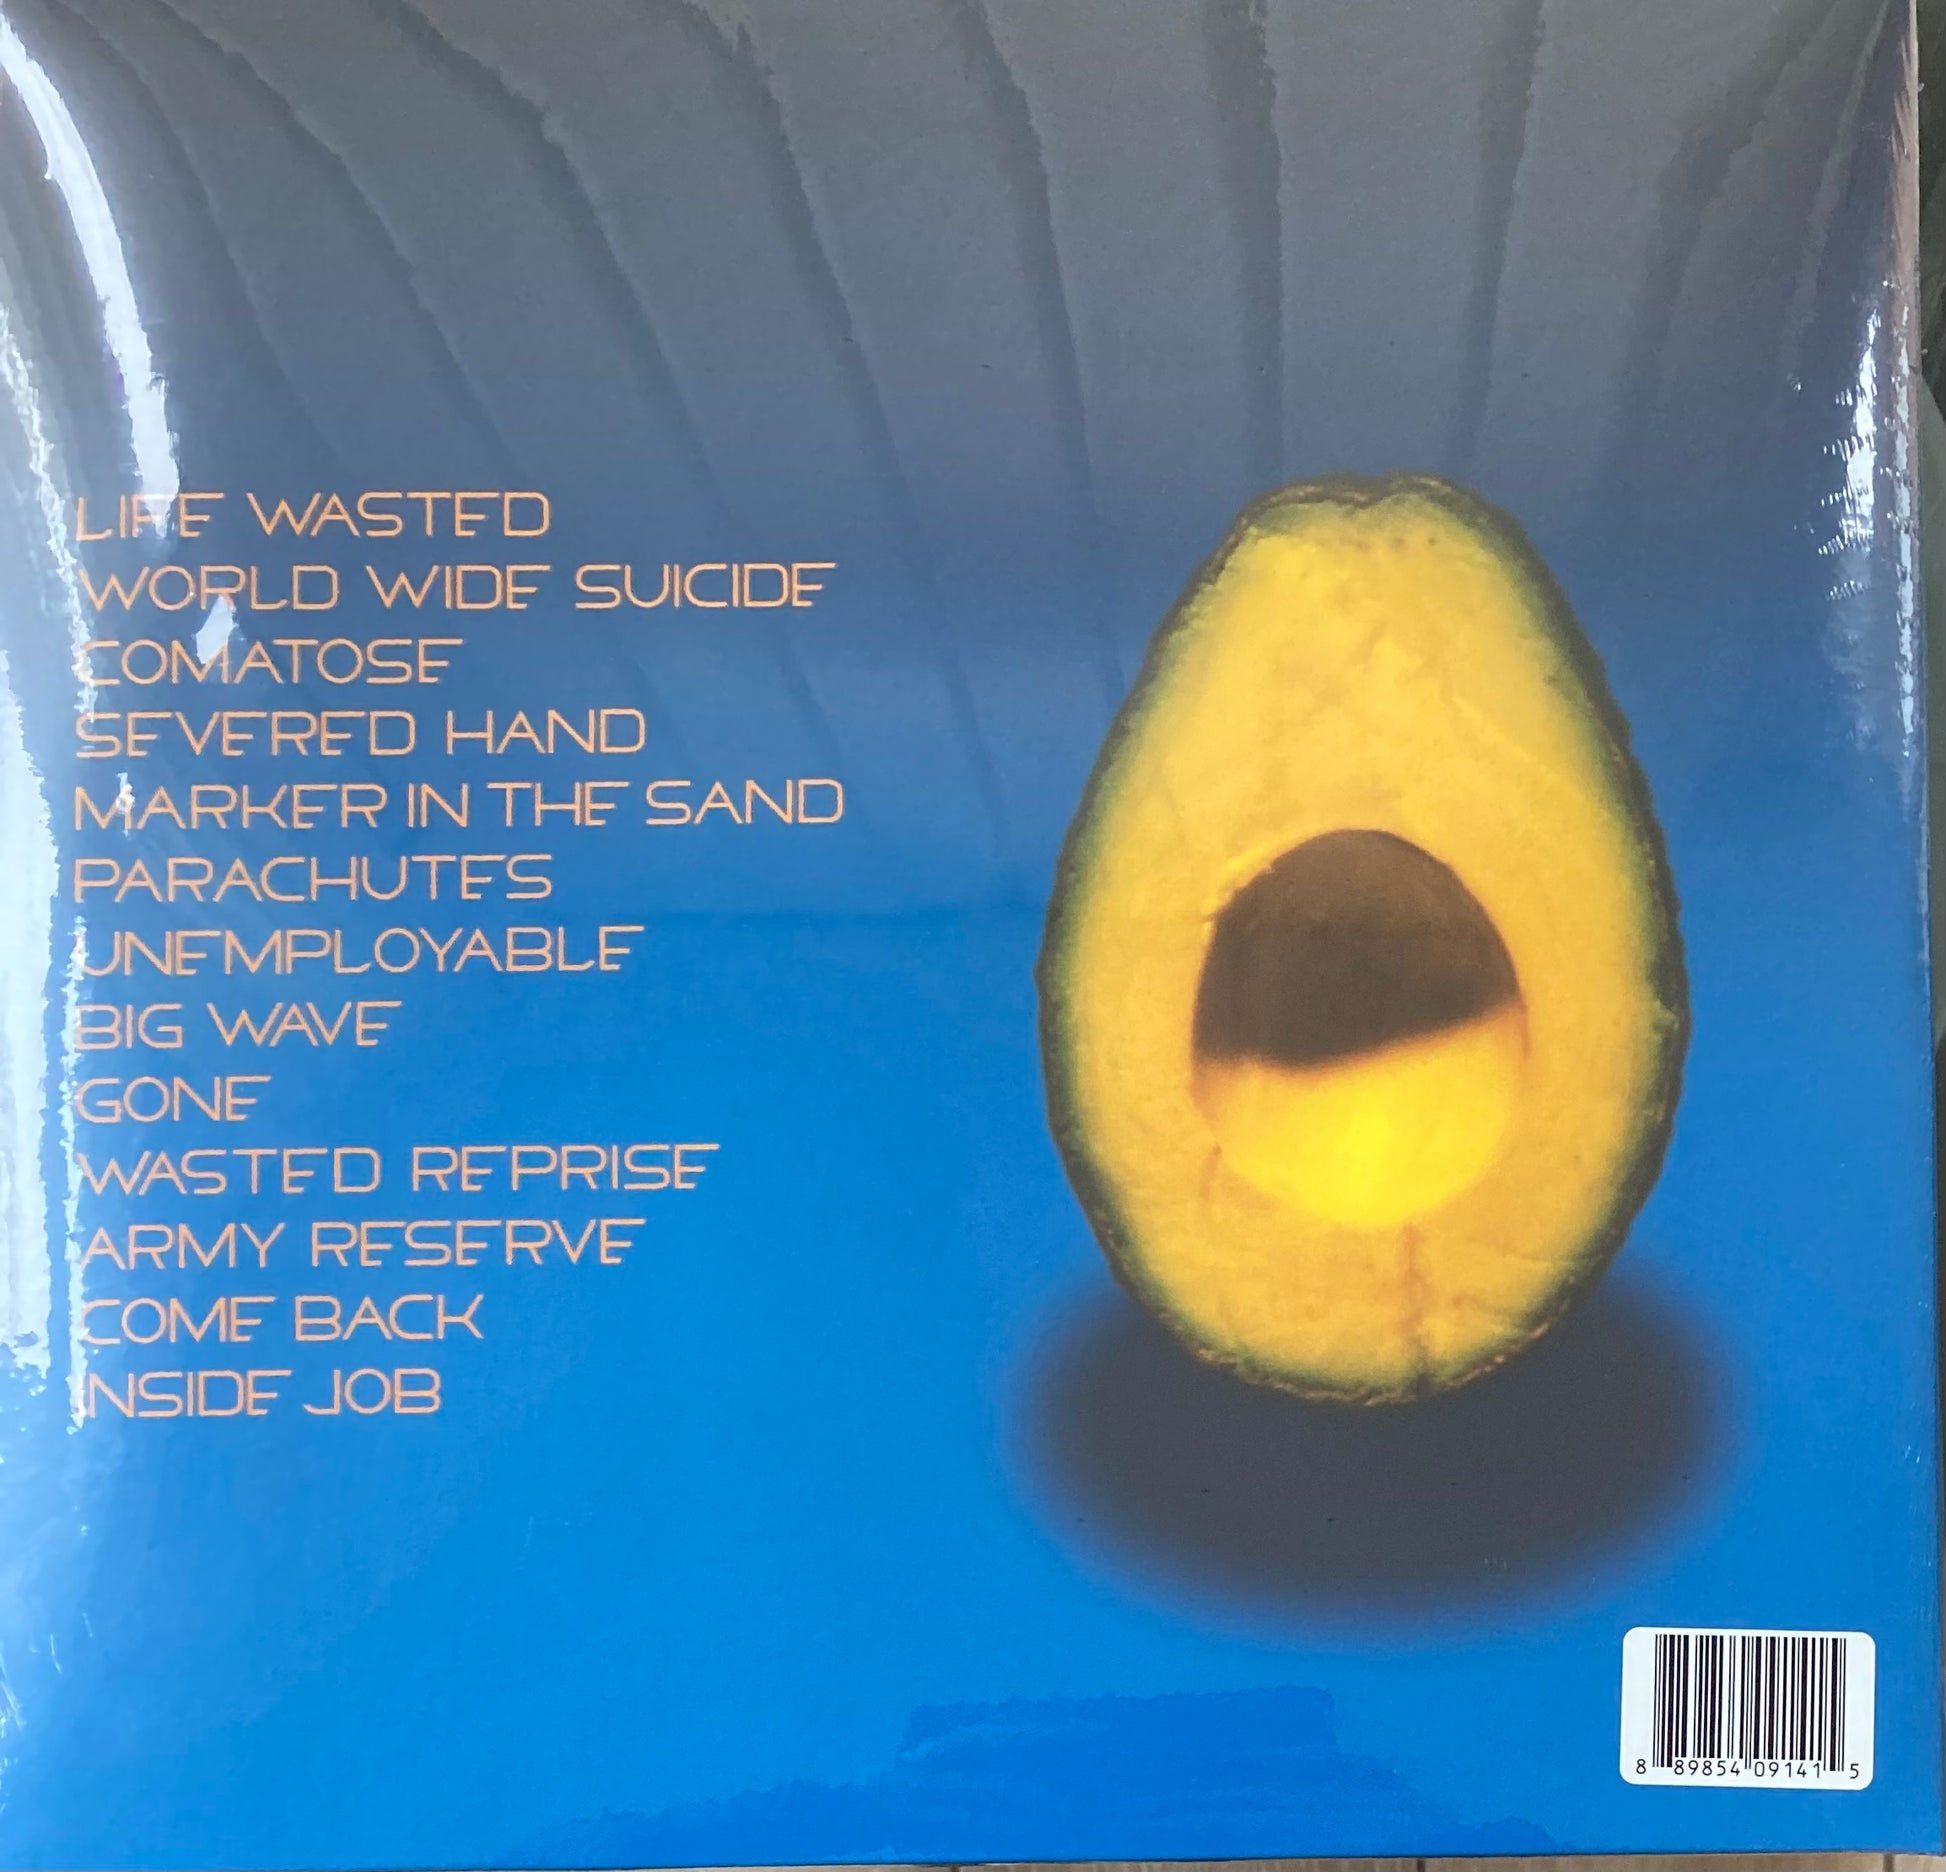 LIFE WASTED
WORLD WIDE SUICIDE
COMATOSE
SEVERED HAND
MARKER IN THE SAND
PARACHUTES
UNEMPLOYABLE
BIG WAVE
GONE
WASTED REPRISE
ARMY RESERVE
COME BACK
INSIDE JOB
8 89854 09141 5